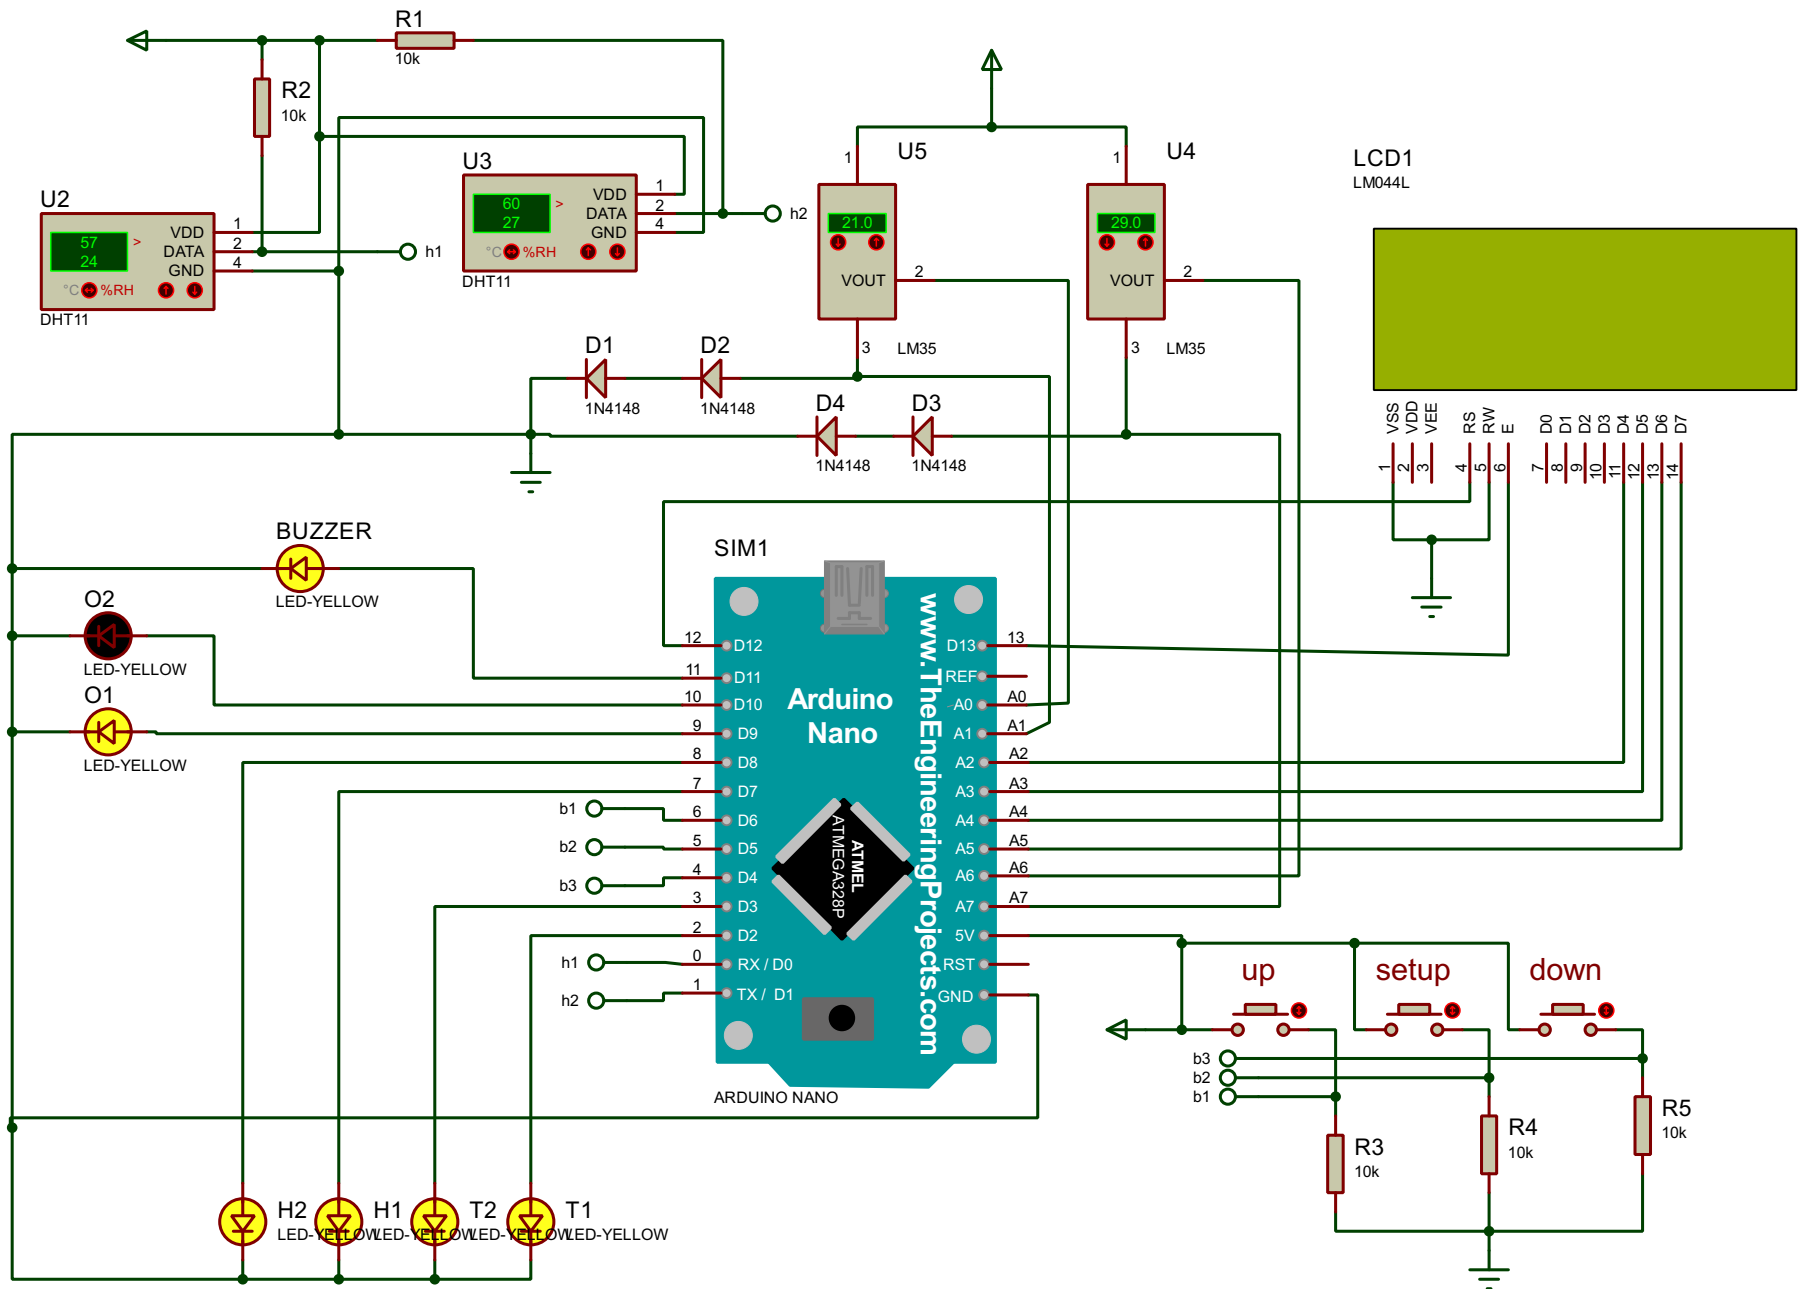 R1
10k
R2
10k
U2
57
24
>
°C %RH
VDD
DATA
GND
1
2
4
DHT11
h1
U3
60
27
>
°C %RH
VDD
DATA
GND
1
2
4
DHT11
h2
U5
1
21.0
VOUT
2
3
LM35
U4
1
29.0
VOUT
2
3
LM35
LCD1
LM044L
VSS
VDD
VEE
RS
RW
E
D0
D1
D2
D3
D4
D5
D6
D7
1
2
3
4
5
6
7
8
9
10
11
12
13
14
D1
1N4148
D2
1N4148
D4
1N4148
D3
1N4148
BUZZER
LED-YELLOW
O2
LED-YELLOW
O1
LED-YELLOW
SIM1
Arduino
Nano
www.TheEngineeringProjects.com
ATMEL
ATMEGA328P
12 D12
11 D11
10 D10
9 D9
8 D8
7 D7
6 D6
5 D5
4 D4
3 D3
2 D2
0 RX / D0
1 TX / D1
D13 13
REF
A0 A0
A1 A1
A2 A2
A3 A3
A4 A4
A5 A5
A6 A6
A7 A7
5V
RST
GND
ARDUINO NANO
b1
b2
b3
h1
h2
up
setup
down
b3
b2
b1
R3
10k
R4
10k
R5
10k
H2
LED-YELLOW
H1
LED-YELLOW
T2
LED-YELLOW
T1
LED-YELLOW